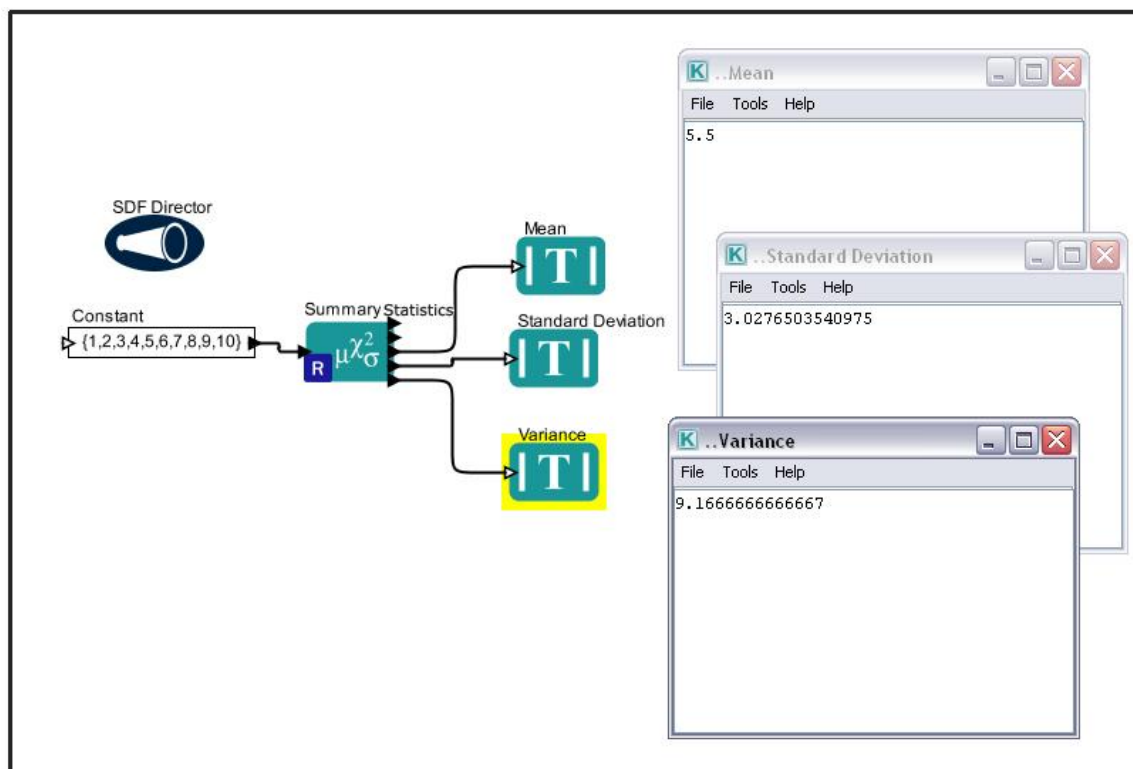 SDF Director
Constant
{1,2,3,4,5,6,7,8,9,10}
Summary Statistics
μχ²σ
R
Mean
T
Standard Deviation
T
Variance
T
K ..Mean
File Tools Help
5.5
K ..Standard Deviation
File Tools Help
3.0276503540975
K ..Variance
File Tools Help
9.1666666666667